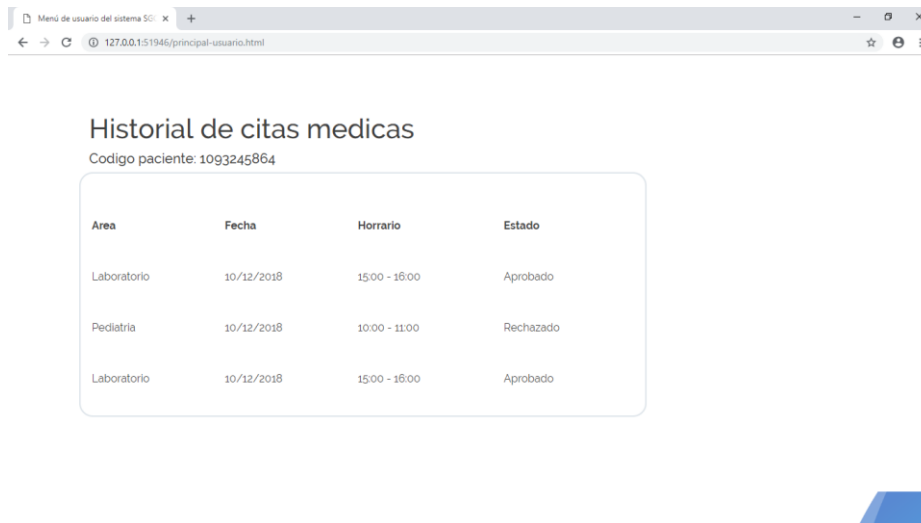 Menú de usuario del sistema SG
127.0.0.1:51946/principal-usuario.html
Historial de citas medicas
Codigo paciente: 1093245864
Area Fecha Horrario Estado
Laboratorio 10/12/2018 15:00 - 16:00 Aprobado
Pediatria 10/12/2018 10:00 - 11:00 Rechazado
Laboratorio 10/12/2018 15:00 - 16:00 Aprobado